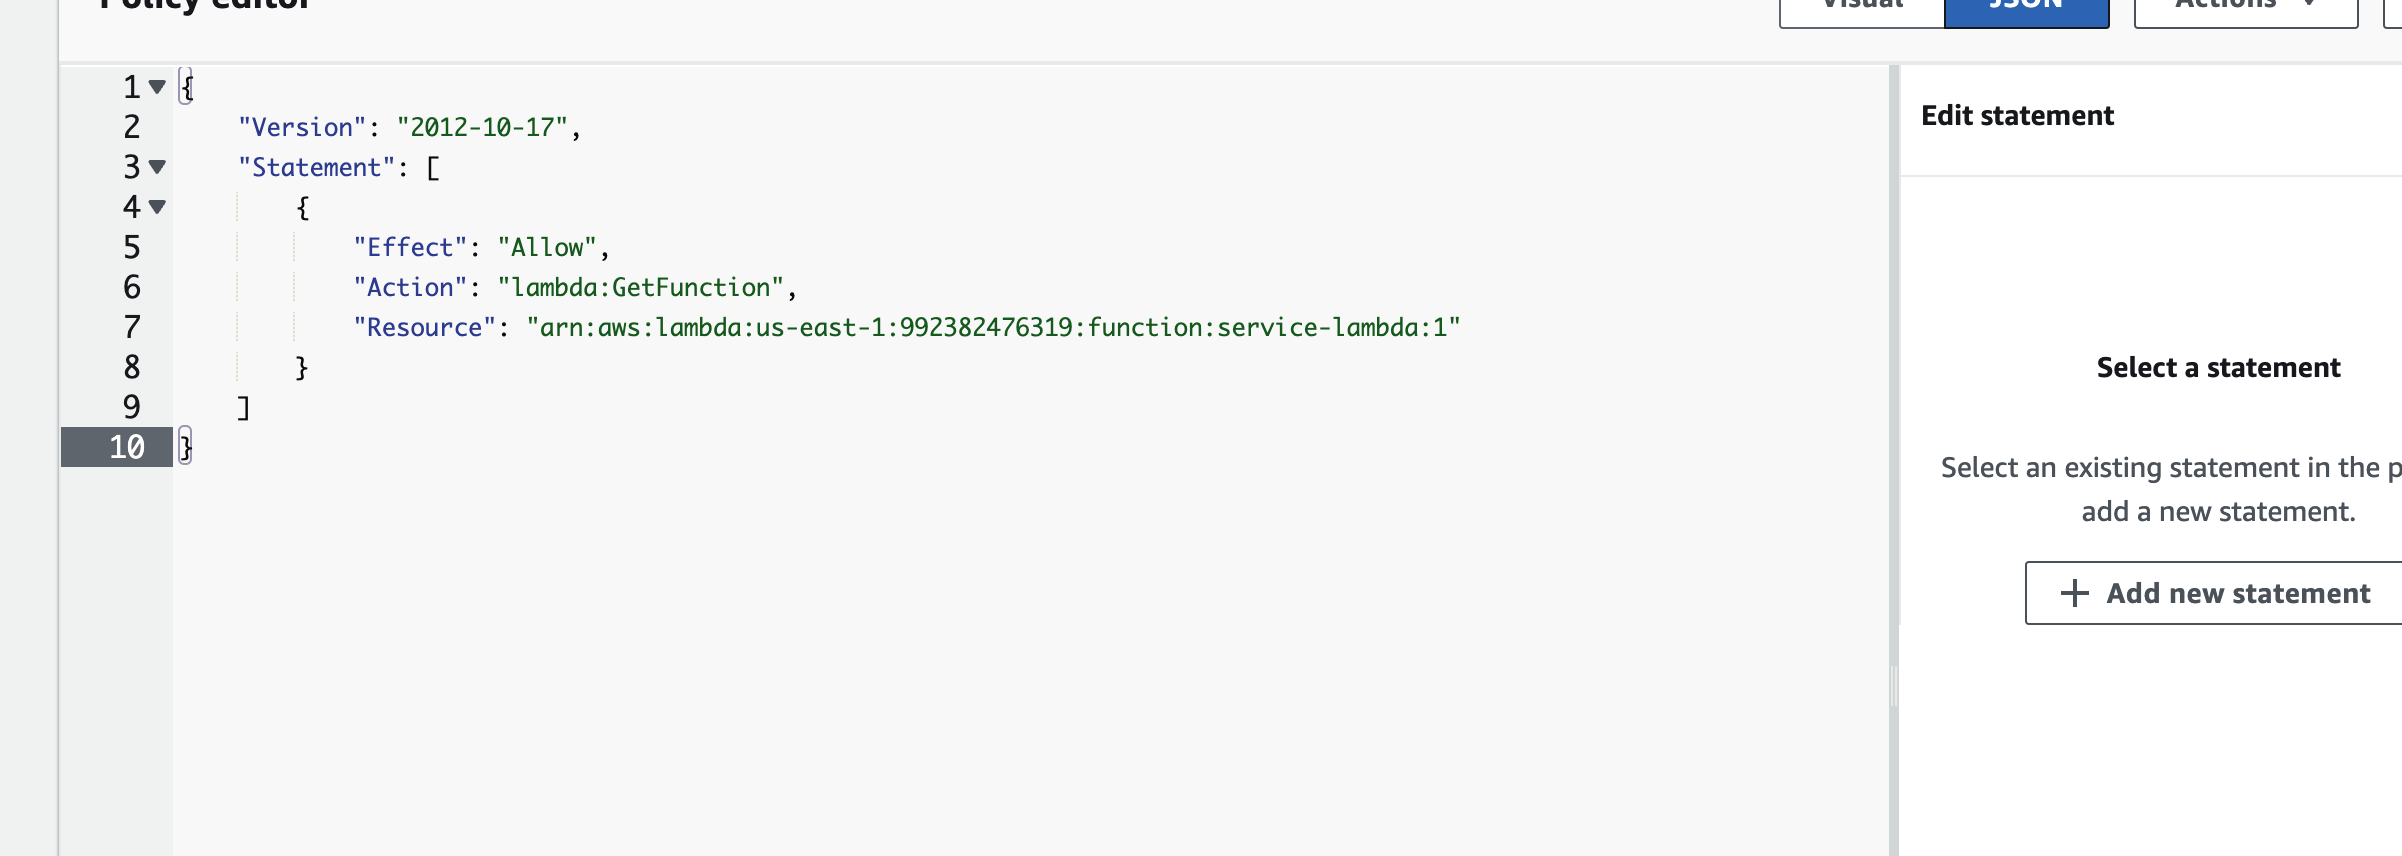 Policy editor
Visual JSON Actions
1 {
2 "Version": "2012-10-17",
3 "Statement": [
4 {
5 "Effect": "Allow",
6 "Action": "lambda:GetFunction",
7 "Resource": "arn:aws:lambda:us-east-1:992382476319:function:service-lambda:1"
8 }
9 ]
10 }
Edit statement
Select a statement
Select an existing statement in the p
add a new statement.
+ Add new statement